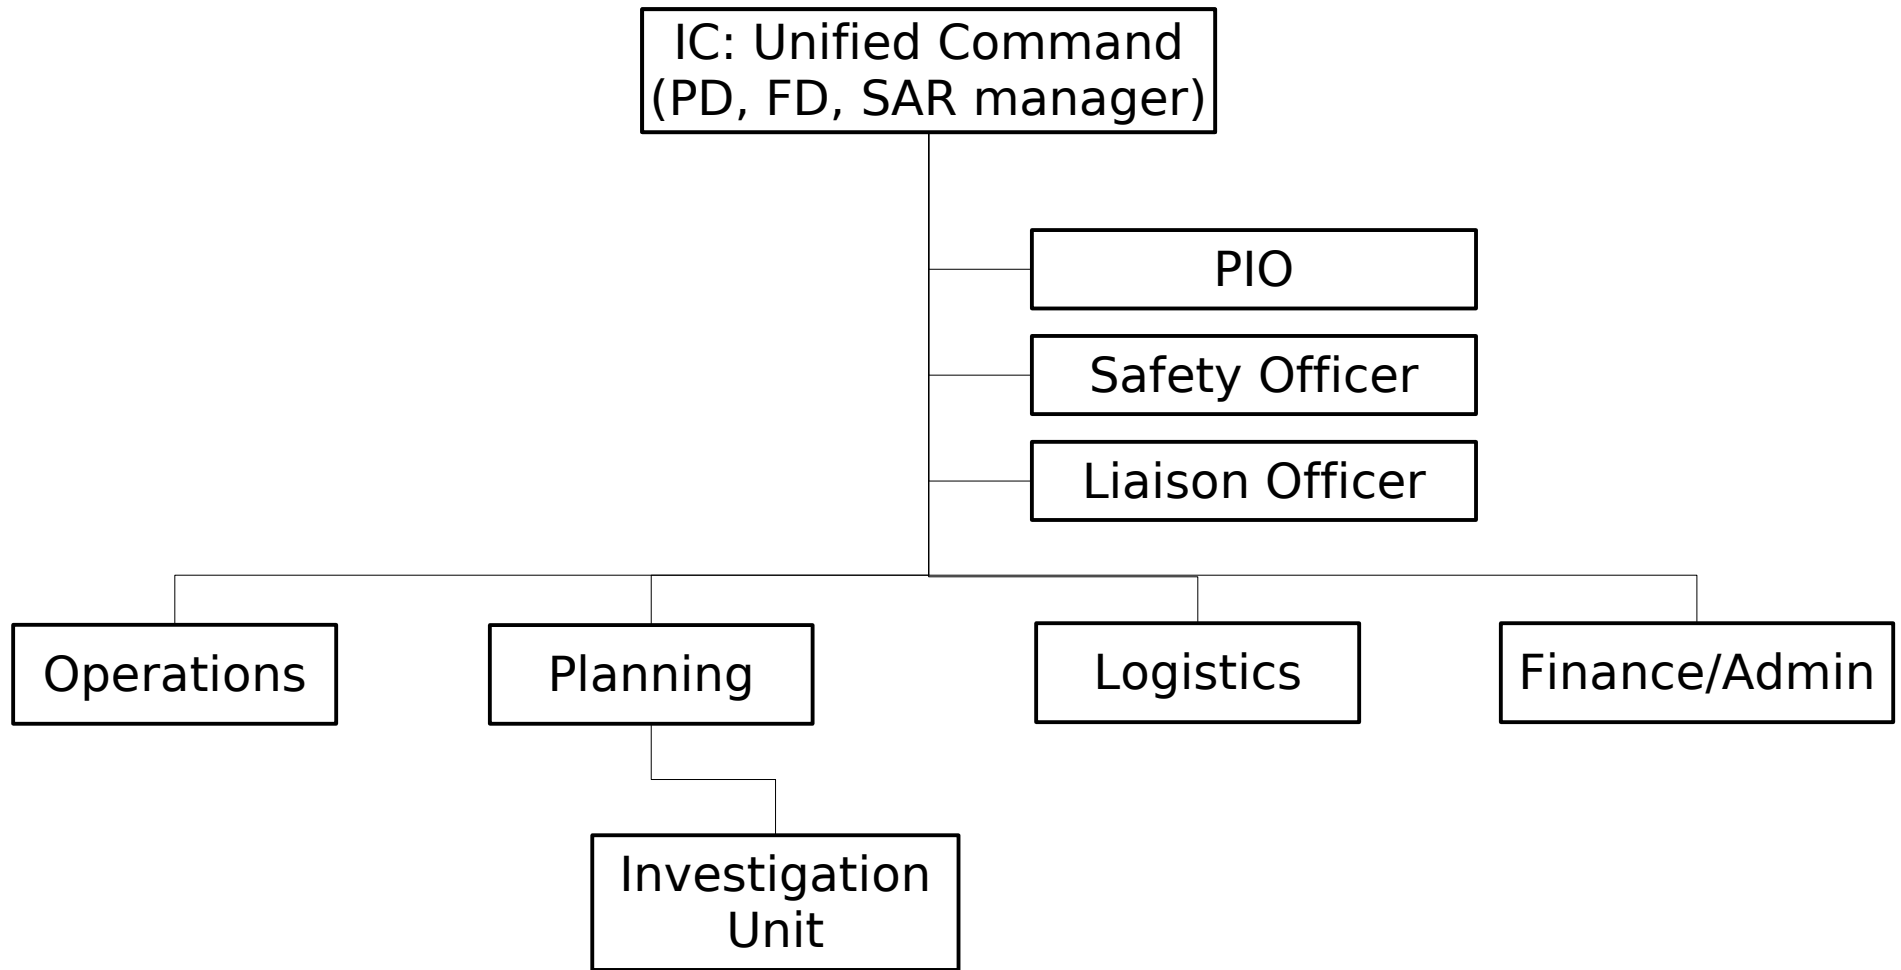 IC: Unified Command
(PD, FD, SAR manager)
PIO
Safety Officer
Liaison Officer
Operations
Planning
Logistics
Finance/Admin
Investigation
Unit